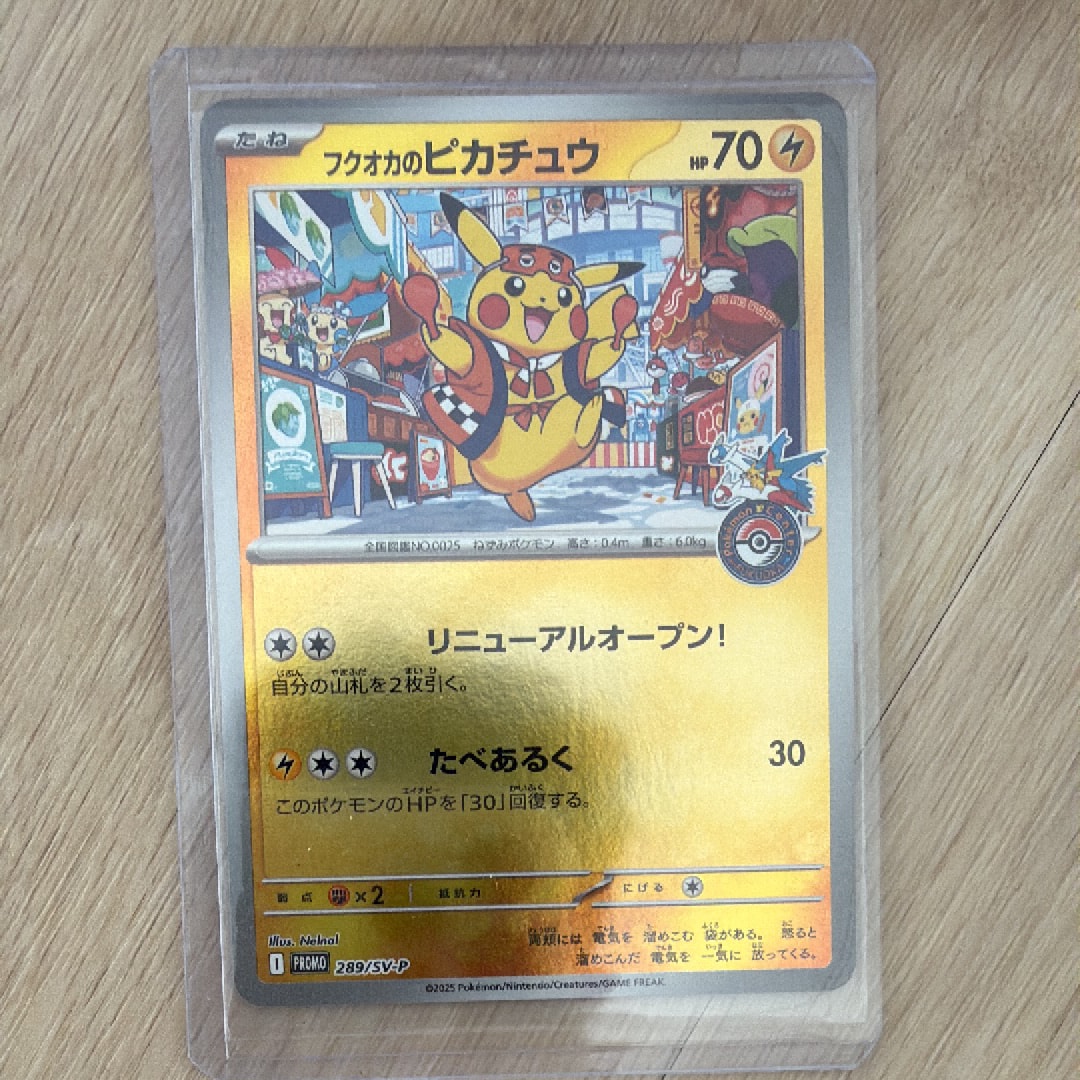 たね
フクオカのピカチュウ
HP 70
Pokémon Center
FUKUOKA
全国図鑑NO.0025 ねずみポケモン 高さ:0.4m 重さ:6.0kg
リニューアルオープン!
自分の山札を2枚引く。
たべあるく 30
このポケモンのHPを「30」回復する。
弱点 ×2 抵抗力 にげる
Illus. Nelnal
両頬には 電気を 溜めこむ 袋がある。 怒ると
溜めこんだ 電気を 一気に 放ってくる。
I PROMO 289/SV-P
©2025 Pokémon/Nintendo/Creatures/GAME FREAK